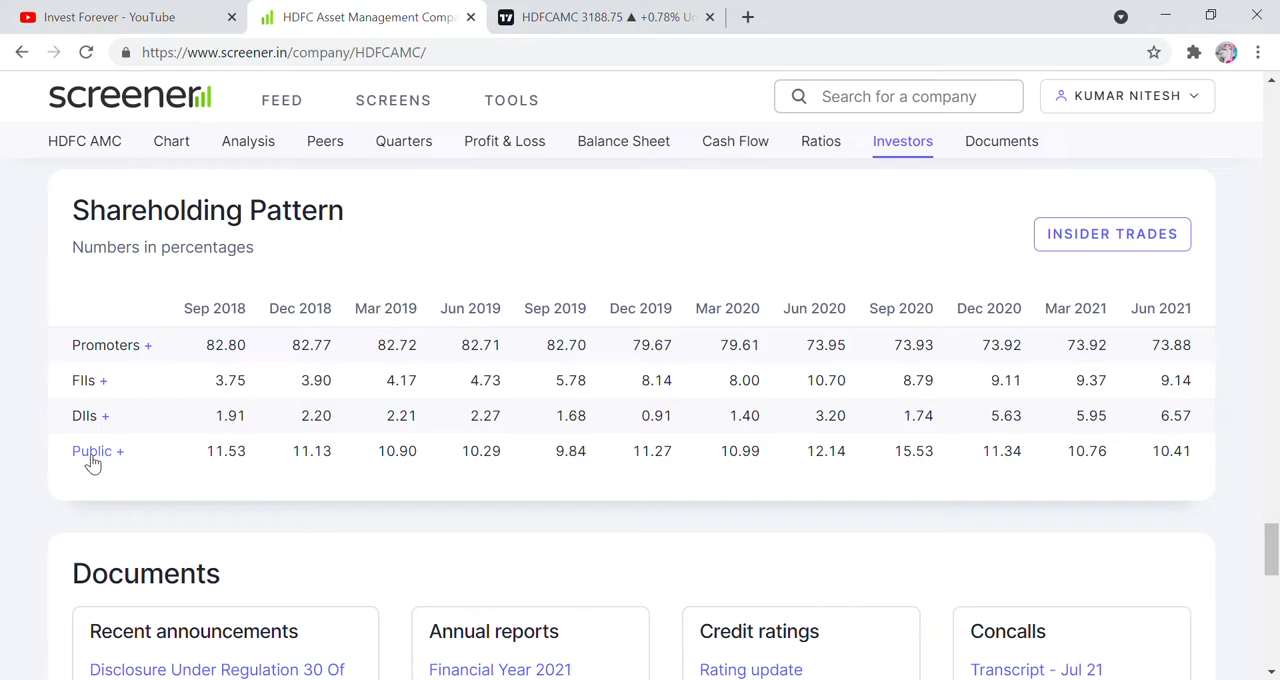 Invest Forever - YouTube
HDFC Asset Management Comp
HDFCAMC 3188.75 ▲ +0.78% Un
https://www.screener.in/company/HDFCAMC/
screener
FEED
SCREENS
TOOLS
Search for a company
KUMAR NITESH
HDFC AMC Chart Analysis Peers Quarters Profit & Loss Balance Sheet Cash Flow Ratios Investors Documents
Shareholding Pattern
Numbers in percentages
INSIDER TRADES
Sep 2018 Dec 2018 Mar 2019 Jun 2019 Sep 2019 Dec 2019 Mar 2020 Jun 2020 Sep 2020 Dec 2020 Mar 2021 Jun 2021
Promoters + 82.80 82.77 82.72 82.71 82.70 79.67 79.61 73.95 73.93 73.92 73.92 73.88
FIIs + 3.75 3.90 4.17 4.73 5.78 8.14 8.00 10.70 8.79 9.11 9.37 9.14
DIIs + 1.91 2.20 2.21 2.27 1.68 0.91 1.40 3.20 1.74 5.63 5.95 6.57
Public + 11.53 11.13 10.90 10.29 9.84 11.27 10.99 12.14 15.53 11.34 10.76 10.41
Documents
Recent announcements
Disclosure Under Regulation 30 Of
Annual reports
Financial Year 2021
Credit ratings
Rating update
Concalls
Transcript - Jul 21